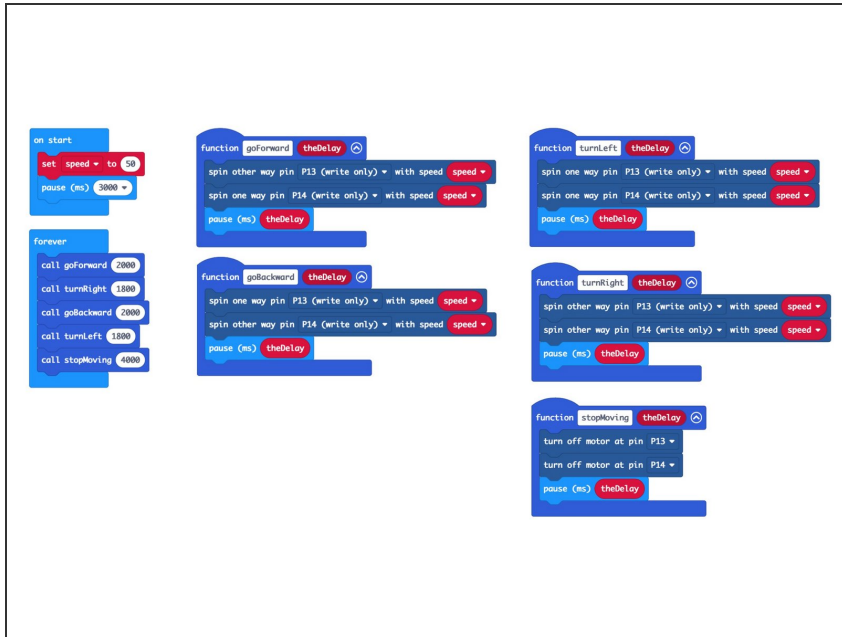 on start
set speed to 50
pause (ms) 3000
forever
call goForward 2000
call turnRight 1800
call goBackward 2000
call turnLeft 1800
call stopMoving 4000
function goForward theDelay
spin other way pin P13 (write only) with speed speed
spin one way pin P14 (write only) with speed speed
pause (ms) theDelay
function goBackward theDelay
spin one way pin P13 (write only) with speed speed
spin other way pin P14 (write only) with speed speed
pause (ms) theDelay
function turnLeft theDelay
spin one way pin P13 (write only) with speed speed
spin one way pin P14 (write only) with speed speed
pause (ms) theDelay
function turnRight theDelay
spin other way pin P13 (write only) with speed speed
spin other way pin P14 (write only) with speed speed
pause (ms) theDelay
function stopMoving theDelay
turn off motor at pin P13
turn off motor at pin P14
pause (ms) theDelay